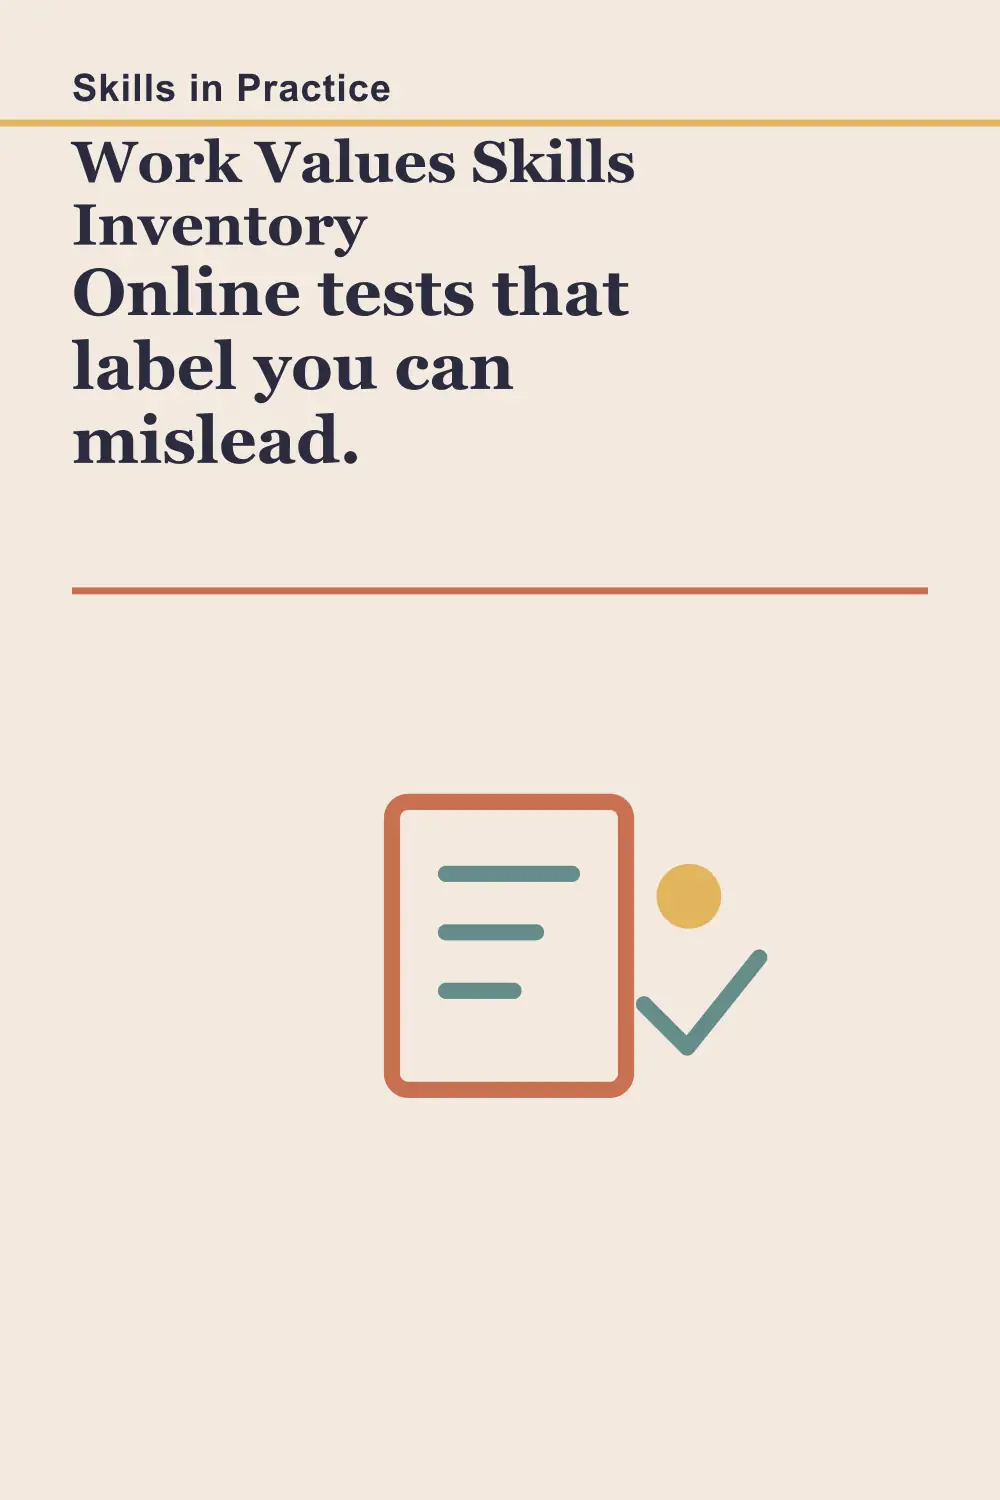 Skills in Practice
Work Values Skills
Inventory
Online tests that
label you can
mislead.